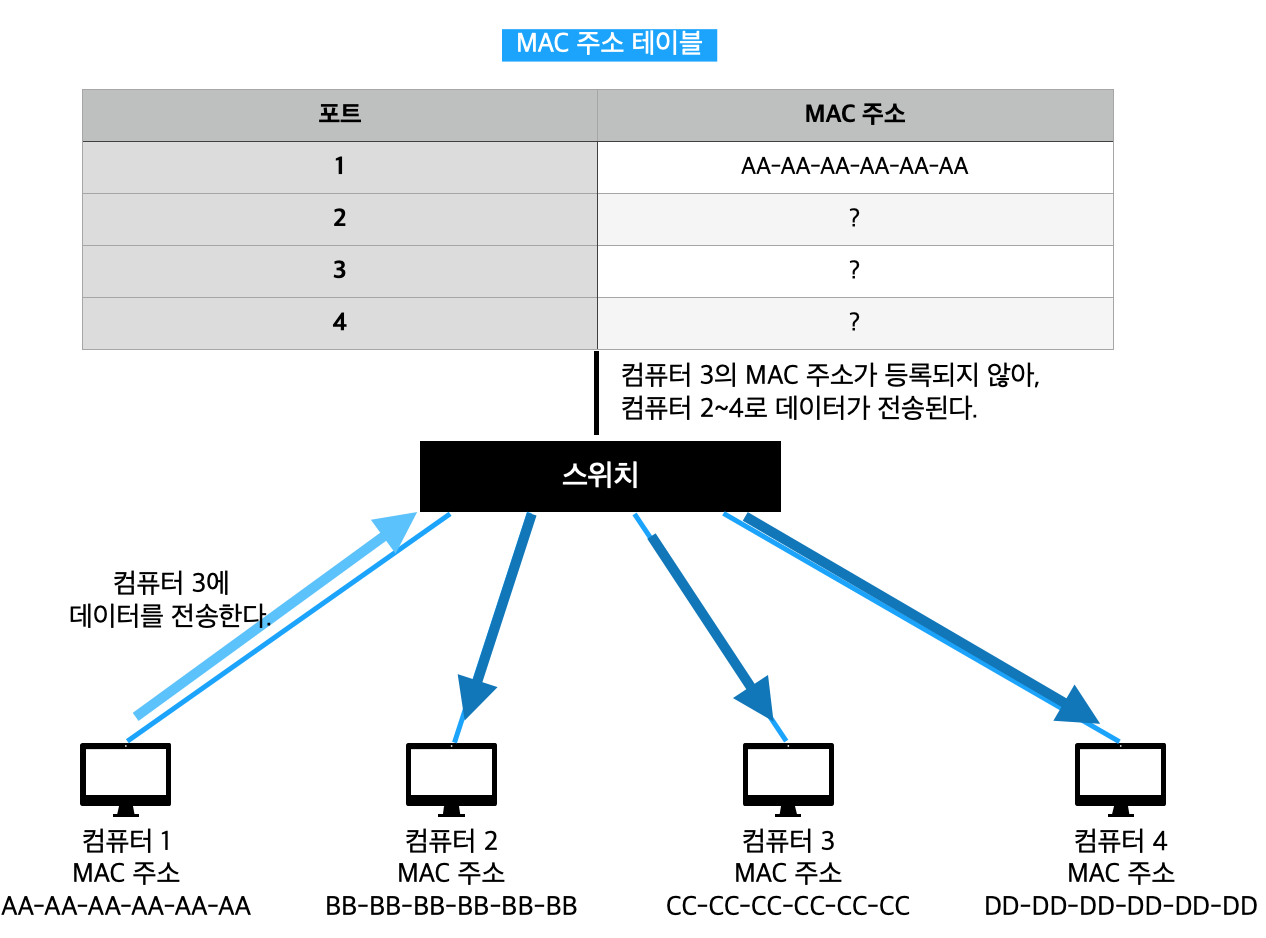 MAC 주소 테이블
포트 MAC 주소
1 AA-AA-AA-AA-AA-AA
2 ?
3 ?
4 ?
컴퓨터 3의 MAC 주소가 등록되지 않아,
컴퓨터 2~4로 데이터가 전송된다.
스위치
컴퓨터 3에
데이터를 전송한다.
컴퓨터 1
MAC 주소
AA-AA-AA-AA-AA-AA
컴퓨터 2
MAC 주소
BB-BB-BB-BB-BB-BB
컴퓨터 3
MAC 주소
CC-CC-CC-CC-CC-CC
컴퓨터 4
MAC 주소
DD-DD-DD-DD-DD-DD